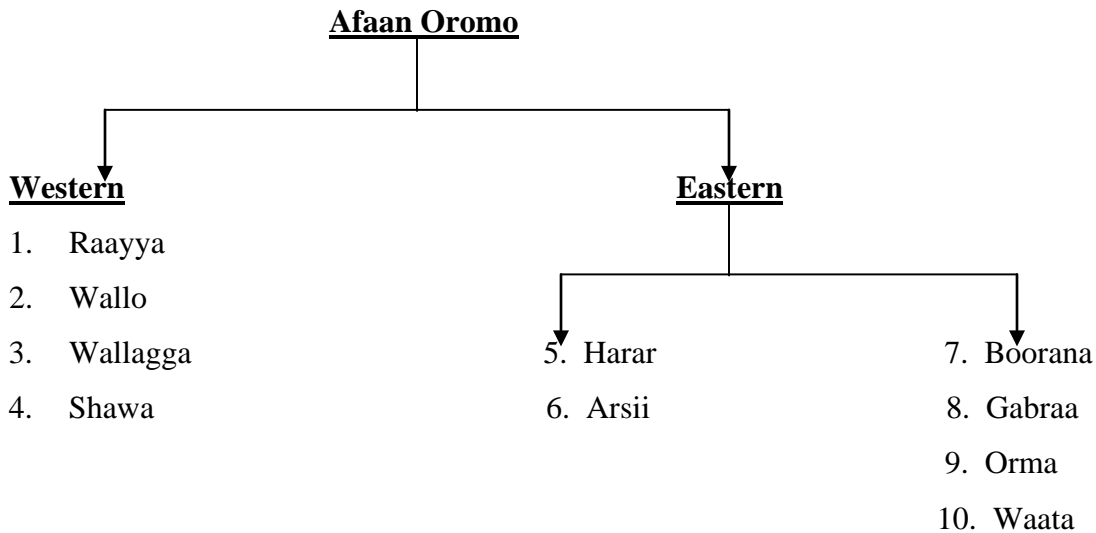 Afaan Oromo
Western
Eastern
1. Raayya
2. Wallo
3. Wallagga
4. Shawa
5. Harar
6. Arsii
7. Boorana
8. Gabraa
9. Orma
10. Waata